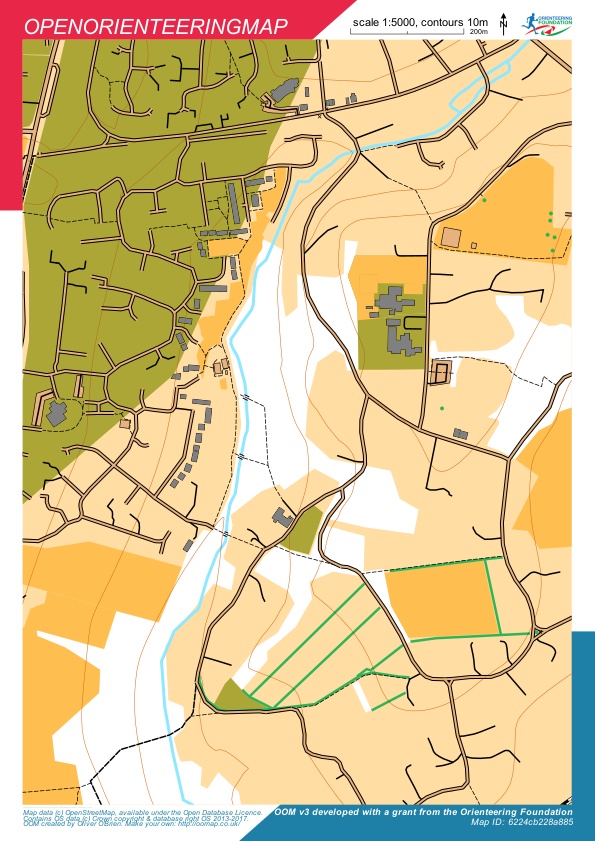 OPENORIENTEERINGMAP
scale 1:5000, contours 10m
200m
N
ORIENTEERING
FOUNDATION
Map data (c) OpenStreetMap, available under the Open Database Licence.
Contains OS data (c) Crown copyright & database right OS 2013-2017.
OOM created by Oliver O'Brien. Make your own: http://oomap.co.uk/
OOM v3 developed with a grant from the Orienteering Foundation
Map ID: 6224cb228a885